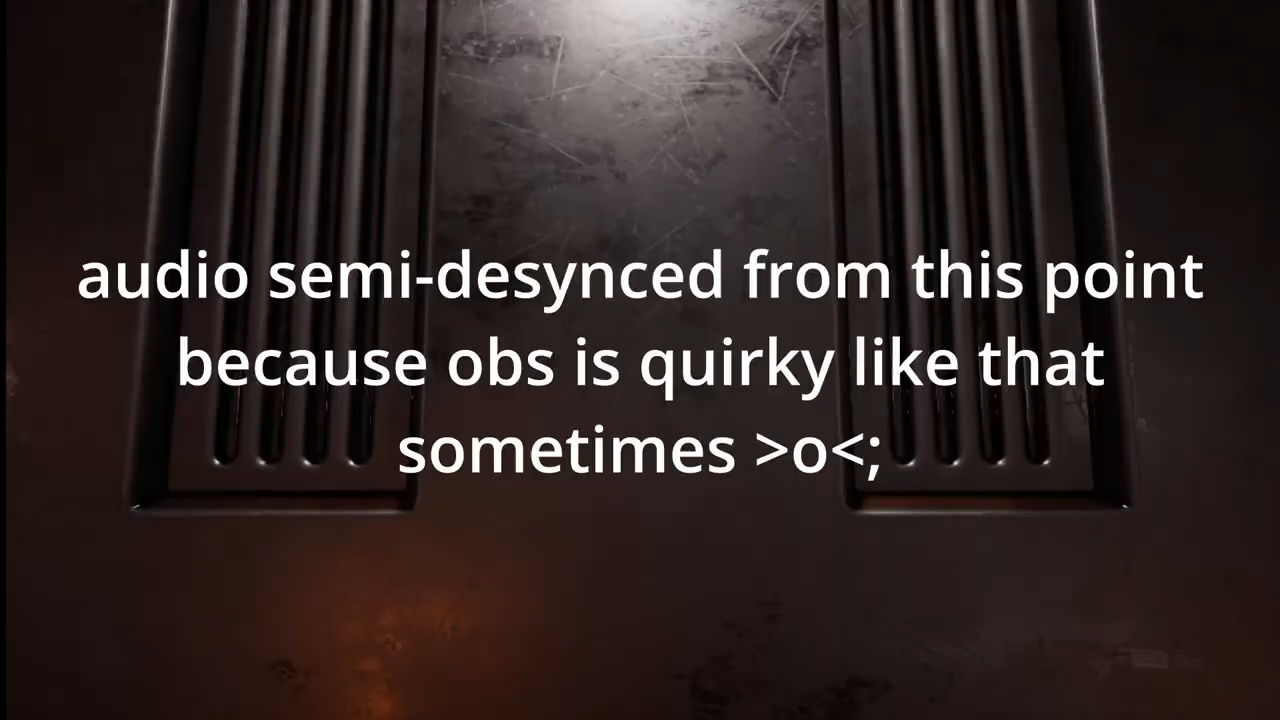 audio semi-desynced from this point
because obs is quirky like that
sometimes >o<;